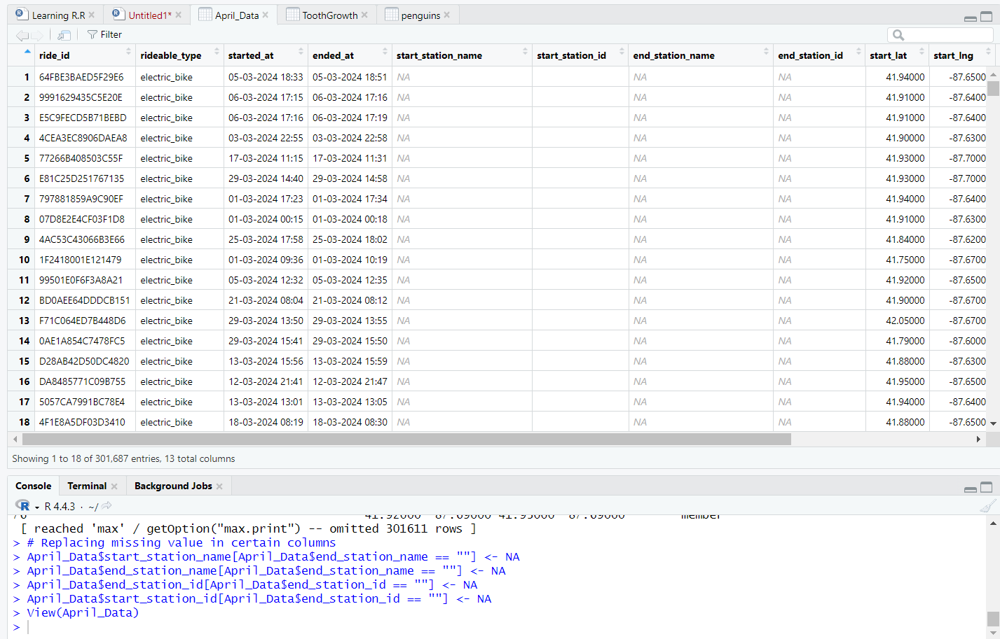 Learning R.R × Untitled1* × April_Data × ToothGrowth × penguins ×
Filter
ride_id rideable_type started_at ended_at start_station_name start_station_id end_station_name end_station_id start_lat start_lng
1 64FBE3BAED5F29E6 electric_bike 05-03-2024 18:33 05-03-2024 18:51 NA NA NA 41.94000 -87.6500
2 9991629435C5E20E electric_bike 06-03-2024 17:15 06-03-2024 17:16 NA NA NA 41.91000 -87.6400
3 E5C9FECD5B71BEBD electric_bike 06-03-2024 17:16 06-03-2024 17:19 NA NA NA 41.91000 -87.6400
4 4CEA3EC8906DAEA8 electric_bike 03-03-2024 22:55 03-03-2024 22:58 NA NA NA 41.90000 -87.6300
5 77266B408503C55F electric_bike 17-03-2024 11:15 17-03-2024 11:31 NA NA NA 41.93000 -87.7000
6 E81C25D251767135 electric_bike 29-03-2024 14:40 29-03-2024 14:58 NA NA NA 41.93000 -87.7000
7 797881859A9C90EF electric_bike 01-03-2024 17:23 01-03-2024 17:34 NA NA NA 41.94000 -87.6400
8 07D8E2E4CF03F1D8 electric_bike 01-03-2024 00:15 01-03-2024 00:18 NA NA NA 41.91000 -87.6300
9 4AC53C43066B3E66 electric_bike 25-03-2024 17:58 25-03-2024 18:02 NA NA NA 41.84000 -87.6200
10 1F2418001E121479 electric_bike 01-03-2024 09:36 01-03-2024 10:19 NA NA NA 41.75000 -87.6700
11 99501E0F6F3A8A21 electric_bike 05-03-2024 12:32 05-03-2024 12:35 NA NA NA 41.92000 -87.6500
12 BD0AEE64DDDCB151 electric_bike 21-03-2024 08:04 21-03-2024 08:12 NA NA NA 41.90000 -87.6700
13 F71C064ED7B448D6 electric_bike 29-03-2024 13:50 29-03-2024 13:55 NA NA NA 42.05000 -87.6700
14 0AE1A854C7478FC5 electric_bike 29-03-2024 15:41 29-03-2024 15:50 NA NA NA 41.79000 -87.6000
15 D28AB42D50DC4820 electric_bike 13-03-2024 15:56 13-03-2024 15:59 NA NA NA 41.88000 -87.6300
16 DA8485771C09B755 electric_bike 12-03-2024 21:41 12-03-2024 21:47 NA NA NA 41.95000 -87.6500
17 5057CA7991BC78E4 electric_bike 13-03-2024 13:01 13-03-2024 13:05 NA NA NA 41.94000 -87.6400
18 4F1E8A5DF03D3410 electric_bike 18-03-2024 08:19 18-03-2024 08:30 NA NA NA 41.88000 -87.6500
Showing 1 to 18 of 301,687 entries, 13 total columns
Console Terminal × Background Jobs ×
R R 4.4.3 · ~/
76 41.92000 -87.69000 41.93000 -87.69000 member
[ reached 'max' / getOption("max.print") -- omitted 301611 rows ]
> # Replacing missing value in certain columns
> April_Data$start_station_name[April_Data$end_station_name == ""] <- NA
> April_Data$end_station_name[April_Data$end_station_name == ""] <- NA
> April_Data$end_station_id[April_Data$end_station_id == ""] <- NA
> April_Data$start_station_id[April_Data$end_station_id == ""] <- NA
> View(April_Data)
>